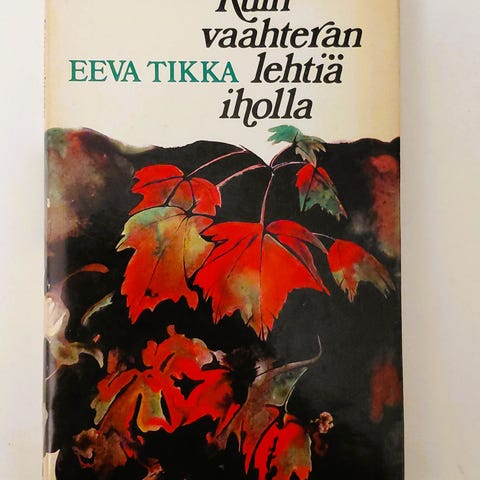 Kuin
vaahteran
EEVA TIKKA lehtiä
iholla